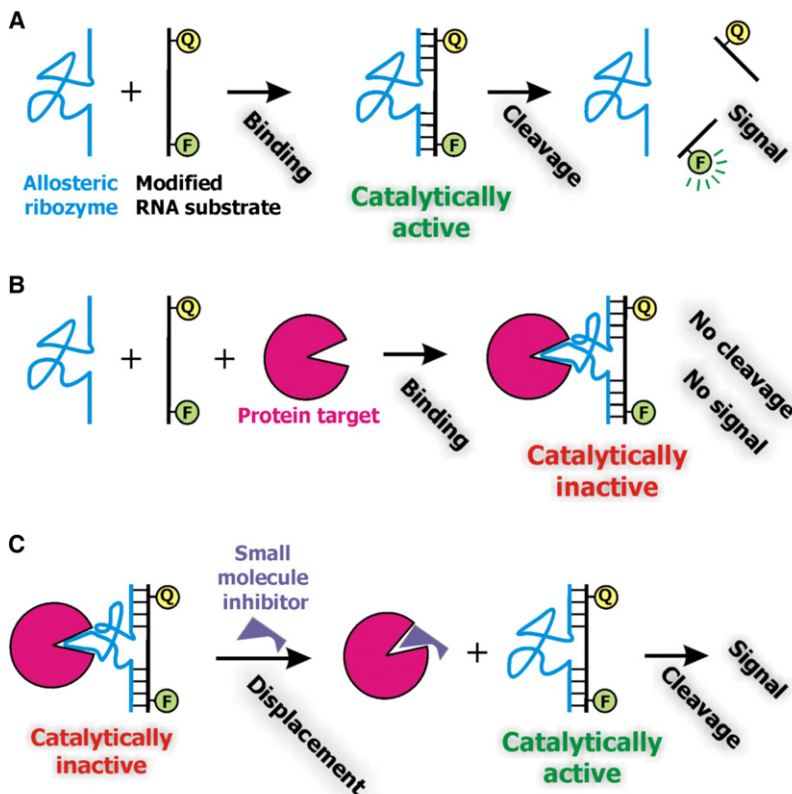 A
Q
F
Binding
Q
F
Cleavage
Q
F
Signal
Allosteric
ribozyme
Modified
RNA substrate
Catalytically
active
B
Q
F
Protein target
Binding
Q
F
No cleavage
No signal
Catalytically
inactive
C
Q
F
Catalytically
inactive
Small
molecule
inhibitor
Displacement
Q
F
Catalytically
active
Cleavage
Signal